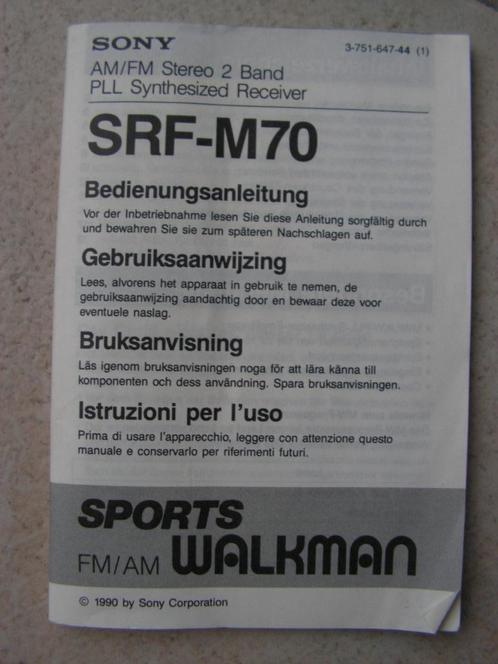 SONY
3-751-647-44 (1)
AM/FM Stereo 2 Band
PLL Synthesized Receiver
SRF-M70
Bedienungsanleitung
Vor der Inbetriebnahme lesen Sie diese Anleitung sorgfältig durch
und bewahren Sie sie zum späteren Nachschlagen auf.
Gebruiksaanwijzing
Lees, alvorens het apparaat in gebruik te nemen, de
gebruiksaanwijzing aandachtig door en bewaar deze voor
eventuele naslag.
Bruksanvisning
Läs igenom bruksanvisningen noga för att lära känna till
komponenten och dess användning. Spara bruksanvisningen.
Istruzioni per l'uso
Prima di usare l'apparecchio, leggere con attenzione questo
manuale e conservarlo per riferimenti futuri.
SPORTS
FM/AM WALKMAN
© 1990 by Sony Corporation